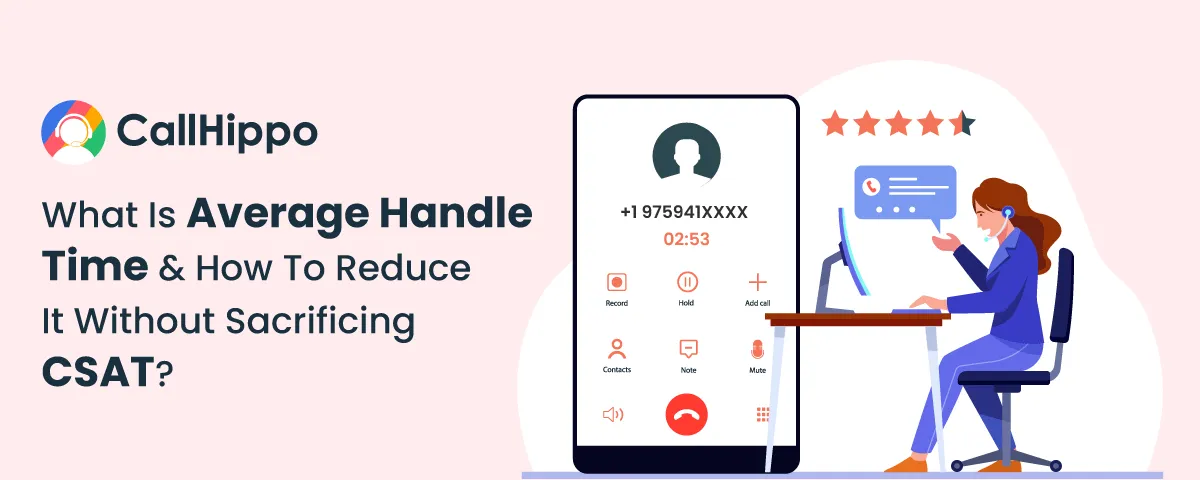 CallHippo
What Is Average Handle
Time & How To Reduce
It Without Sacrificing
CSAT?
+1 975941XXXX
02:53
Record Hold Add call
Contacts Note Mute